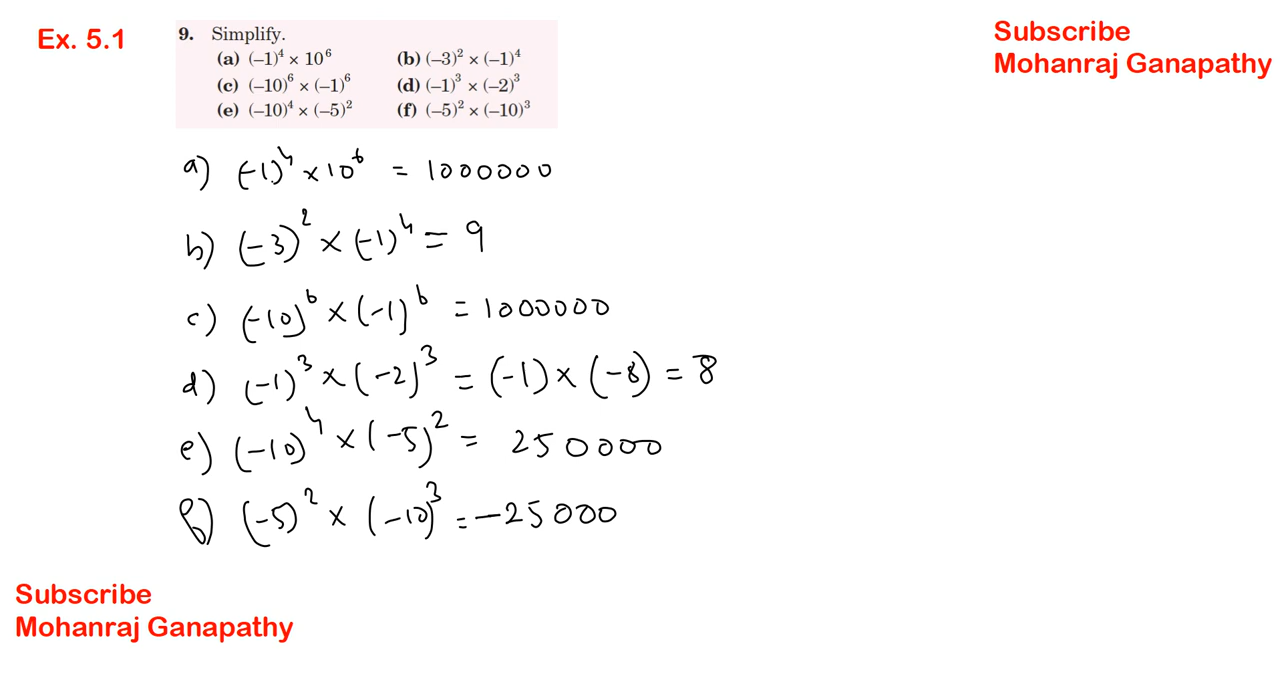 Ex. 5.1
9. Simplify.
(a) (–1)⁴ × 10⁶ (b) (–3)² × (–1)⁴
(c) (–10)⁶ × (–1)⁶ (d) (–1)³ × (–2)³
(e) (–10)⁴ × (–5)² (f) (–5)² × (–10)³
Subscribe
Mohanraj Ganapathy
a) (-1)⁴ × 10⁶ = 1000000
b) (-3)² × (-1)⁴ = 9
c) (-10)⁶ × (-1)⁶ = 1000000
d) (-1)³ × (-2)³ = (-1) × (-8) = 8
e) (-10)⁴ × (-5)² = 250000
f) (-5)² × (-10)³ = -25000
Subscribe
Mohanraj Ganapathy